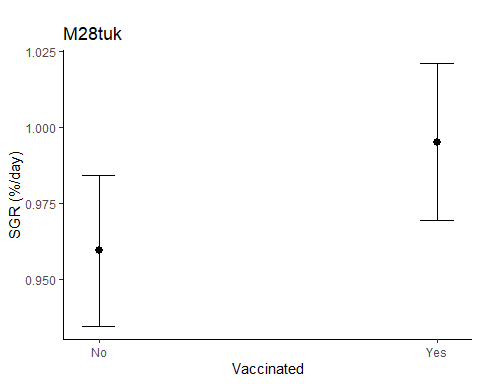 M28tuk
1.025
1.000
0.975
0.950
SGR (%/day)
No
Yes
Vaccinated